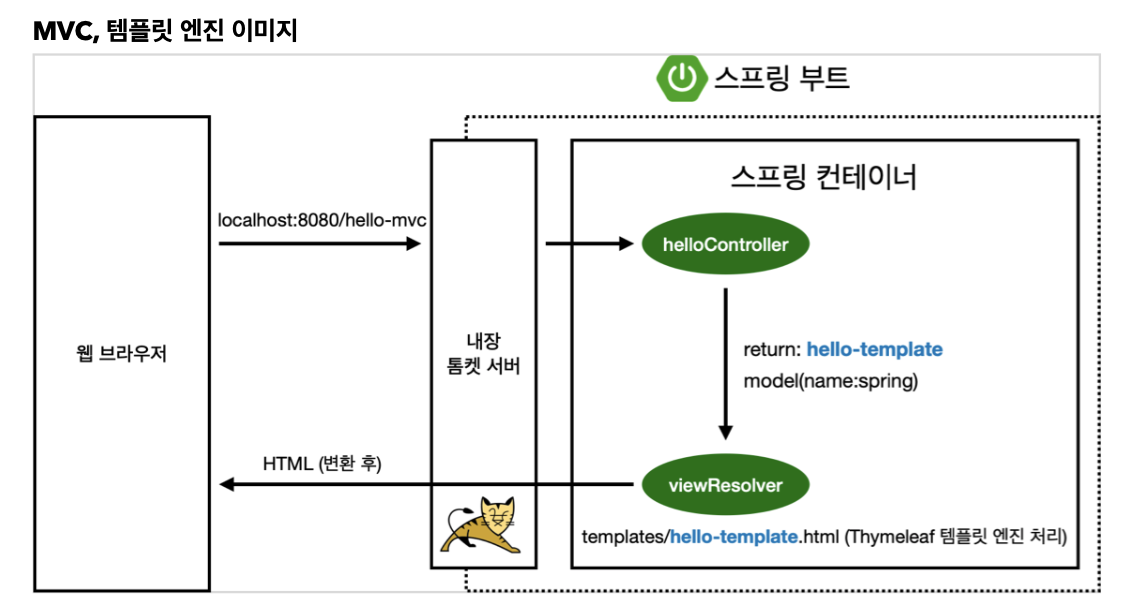 MVC, 템플릿 엔진 이미지
스프링 부트
스프링 컨테이너
localhost:8080/hello-mvc
helloController
웹 브라우저
내장
톰켓 서버
return: hello-template
model(name:spring)
HTML (변환 후)
viewResolver
templates/hello-template.html (Thymeleaf 템플릿 엔진 처리)